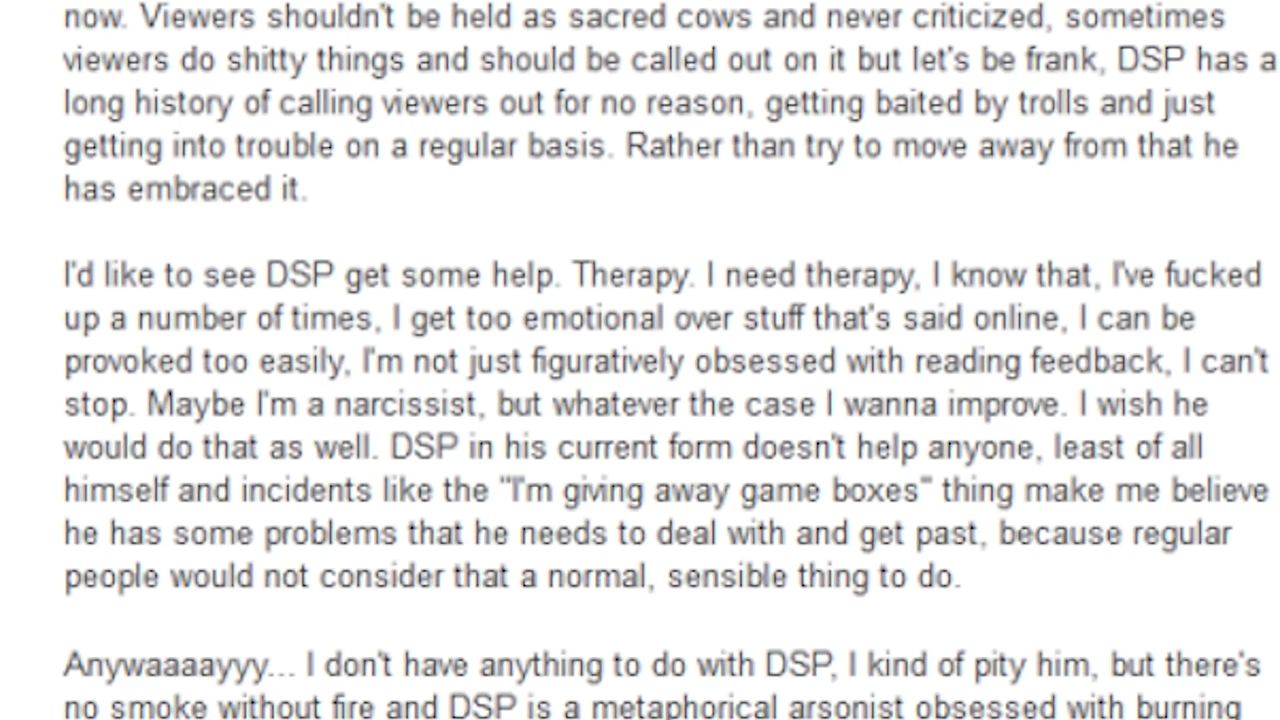 now. Viewers shouldn't be held as sacred cows and never criticized, sometimes
viewers do shitty things and should be called out on it but let's be frank, DSP has a
long history of calling viewers out for no reason, getting baited by trolls and just
getting into trouble on a regular basis. Rather than try to move away from that he
has embraced it.
I'd like to see DSP get some help. Therapy. I need therapy, I know that, I've fucked
up a number of times, I get too emotional over stuff that's said online, I can be
provoked too easily, I'm not just figuratively obsessed with reading feedback, I can't
stop. Maybe I'm a narcissist, but whatever the case I wanna improve. I wish he
would do that as well. DSP in his current form doesn't help anyone, least of all
himself and incidents like the "I'm giving away game boxes" thing make me believe
he has some problems that he needs to deal with and get past, because regular
people would not consider that a normal, sensible thing to do.
Anywaaaayyy... I don't have anything to do with DSP, I kind of pity him, but there's
no smoke without fire and DSP is a metaphorical arsonist obsessed with burning